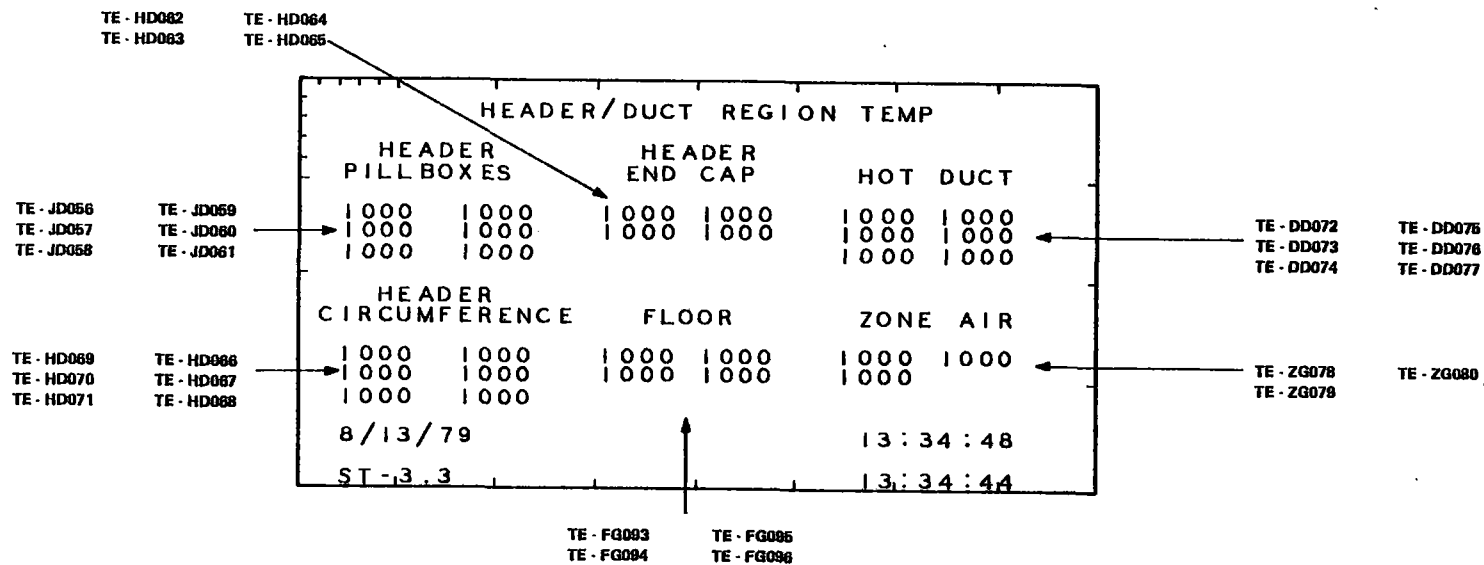 TE - HD062 TE - HD064
TE - HD063 TE - HD065
HEADER/DUCT REGION TEMP
HEADER HEADER
PILLBOXES END CAP HOT DUCT
TE - JD056 TE - JD059 1000 1000 1000 1000 1000 1000 TE - DD072 TE - DD075
TE - JD057 TE - JD060 1000 1000 1000 1000 1000 1000 TE - DD073 TE - DD076
TE - JD058 TE - JD061 1000 1000 1000 1000 TE - DD074 TE - DD077
HEADER
CIRCUMFERENCE FLOOR ZONE AIR
TE - HD069 TE - HD066 1000 1000 1000 1000 1000 1000 TE - ZG078 TE - ZG080
TE - HD070 TE - HD067 1000 1000 1000 1000 1000 TE - ZG079
TE - HD071 TE - HD068 1000 1000
8/13/79 13:34:48
ST-3.3 13:34:44
TE - FG093 TE - FG095
TE - FG094 TE - FG096